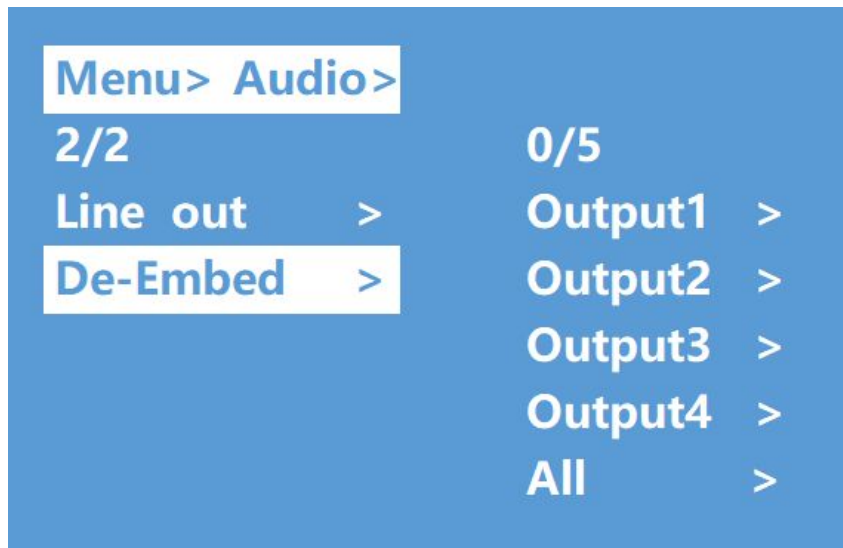 Menu> Audio>
2/2
Line out >
De-Embed >
0/5
Output1 >
Output2 >
Output3 >
Output4 >
All >